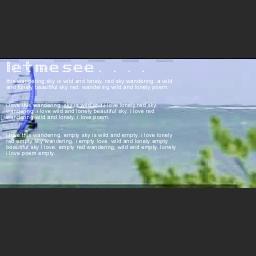 letmesee. . . .
this wandering sky is wild and lonely. red sky wandering. a wild
and lonely beautiful sky red. wandering wild and lonely poem.
i love this wandering. sky is wild and i love lonely red sky
wandering. i love wild and lonely beautiful sky. i love red
wandering wild and lonely. i love poem.
i love this wandering. empty sky is wild and empty. i love lonely
red empty sky wandering. i empty love. wild and lonely empty
beautiful sky i love. empty red wandering, wild and empty. lonely
i love poem empty.